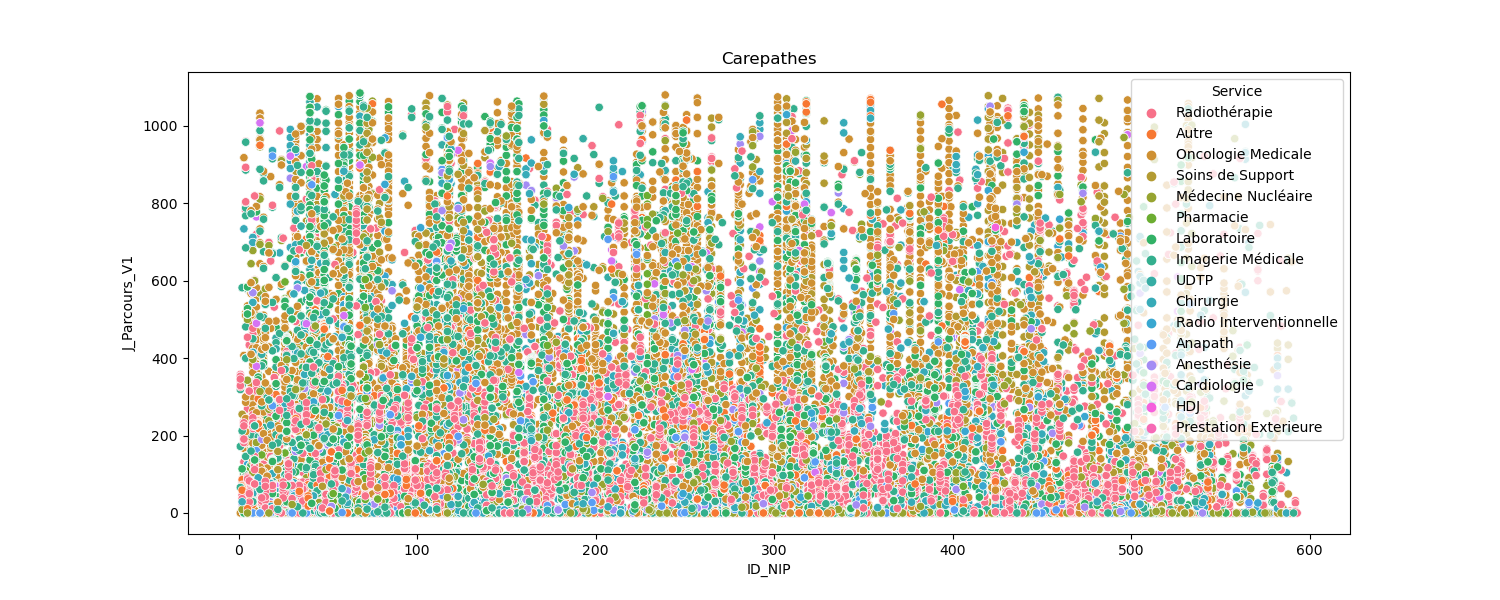 Carepathes
J_Parcours_V1
1000
800
600
400
200
0
0 100 200 300 400 500 600
ID_NIP
Service
Radiothérapie
Autre
Oncologie Medicale
Soins de Support
Médecine Nucléaire
Pharmacie
Laboratoire
Imagerie Médicale
UDTP
Chirurgie
Radio Interventionnelle
Anapath
Anesthésie
Cardiologie
HDJ
Prestation Exterieure